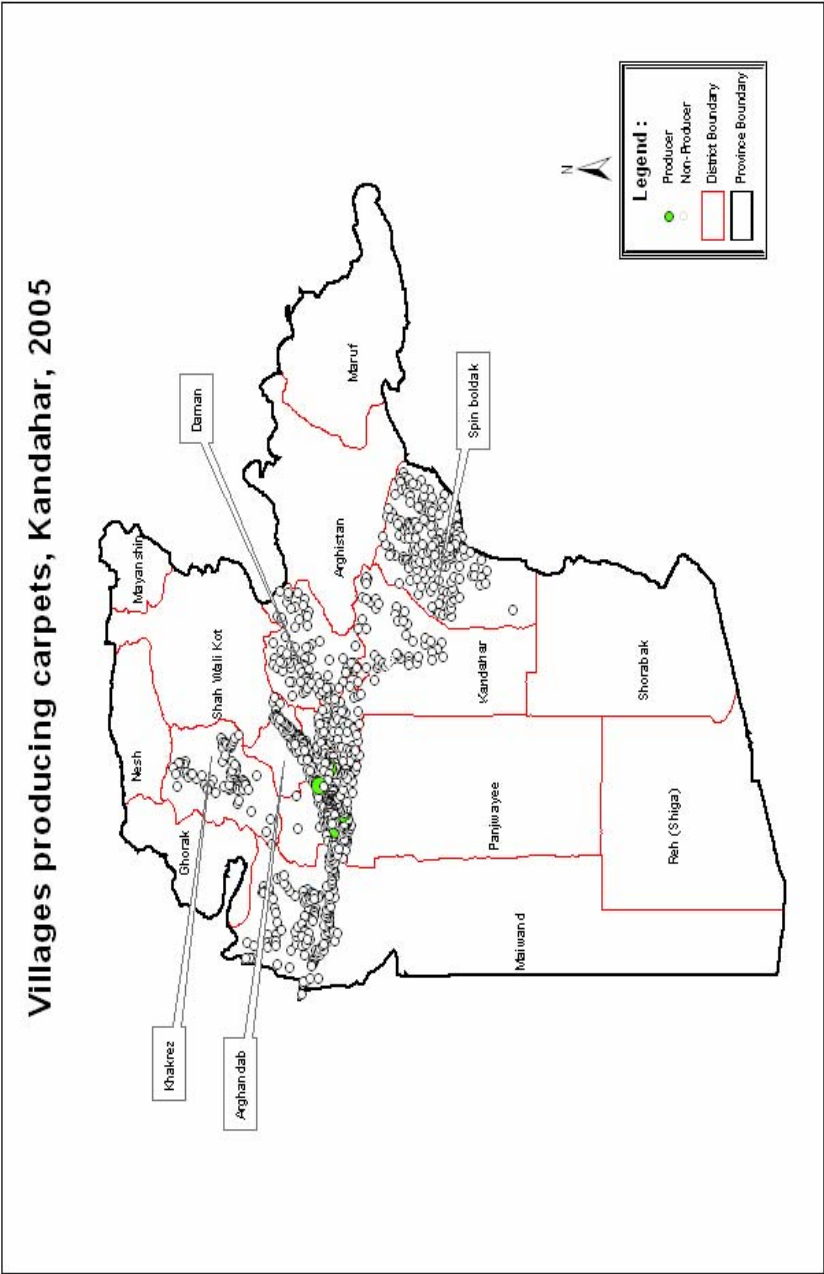 Villages producing carpets, Kandahar, 2005
Mayanshin
Nesh
Shah Wali Kot
Ghorak
Khakrez
Daman
Arghandab
Maruf
Arghistan
Spin boldak
Kandahar
Panjwayee
Maiwand
Shorabak
Reh (Shiga)
N
Legend :
Producer
Non-Producer
District Boundary
Province Boundary